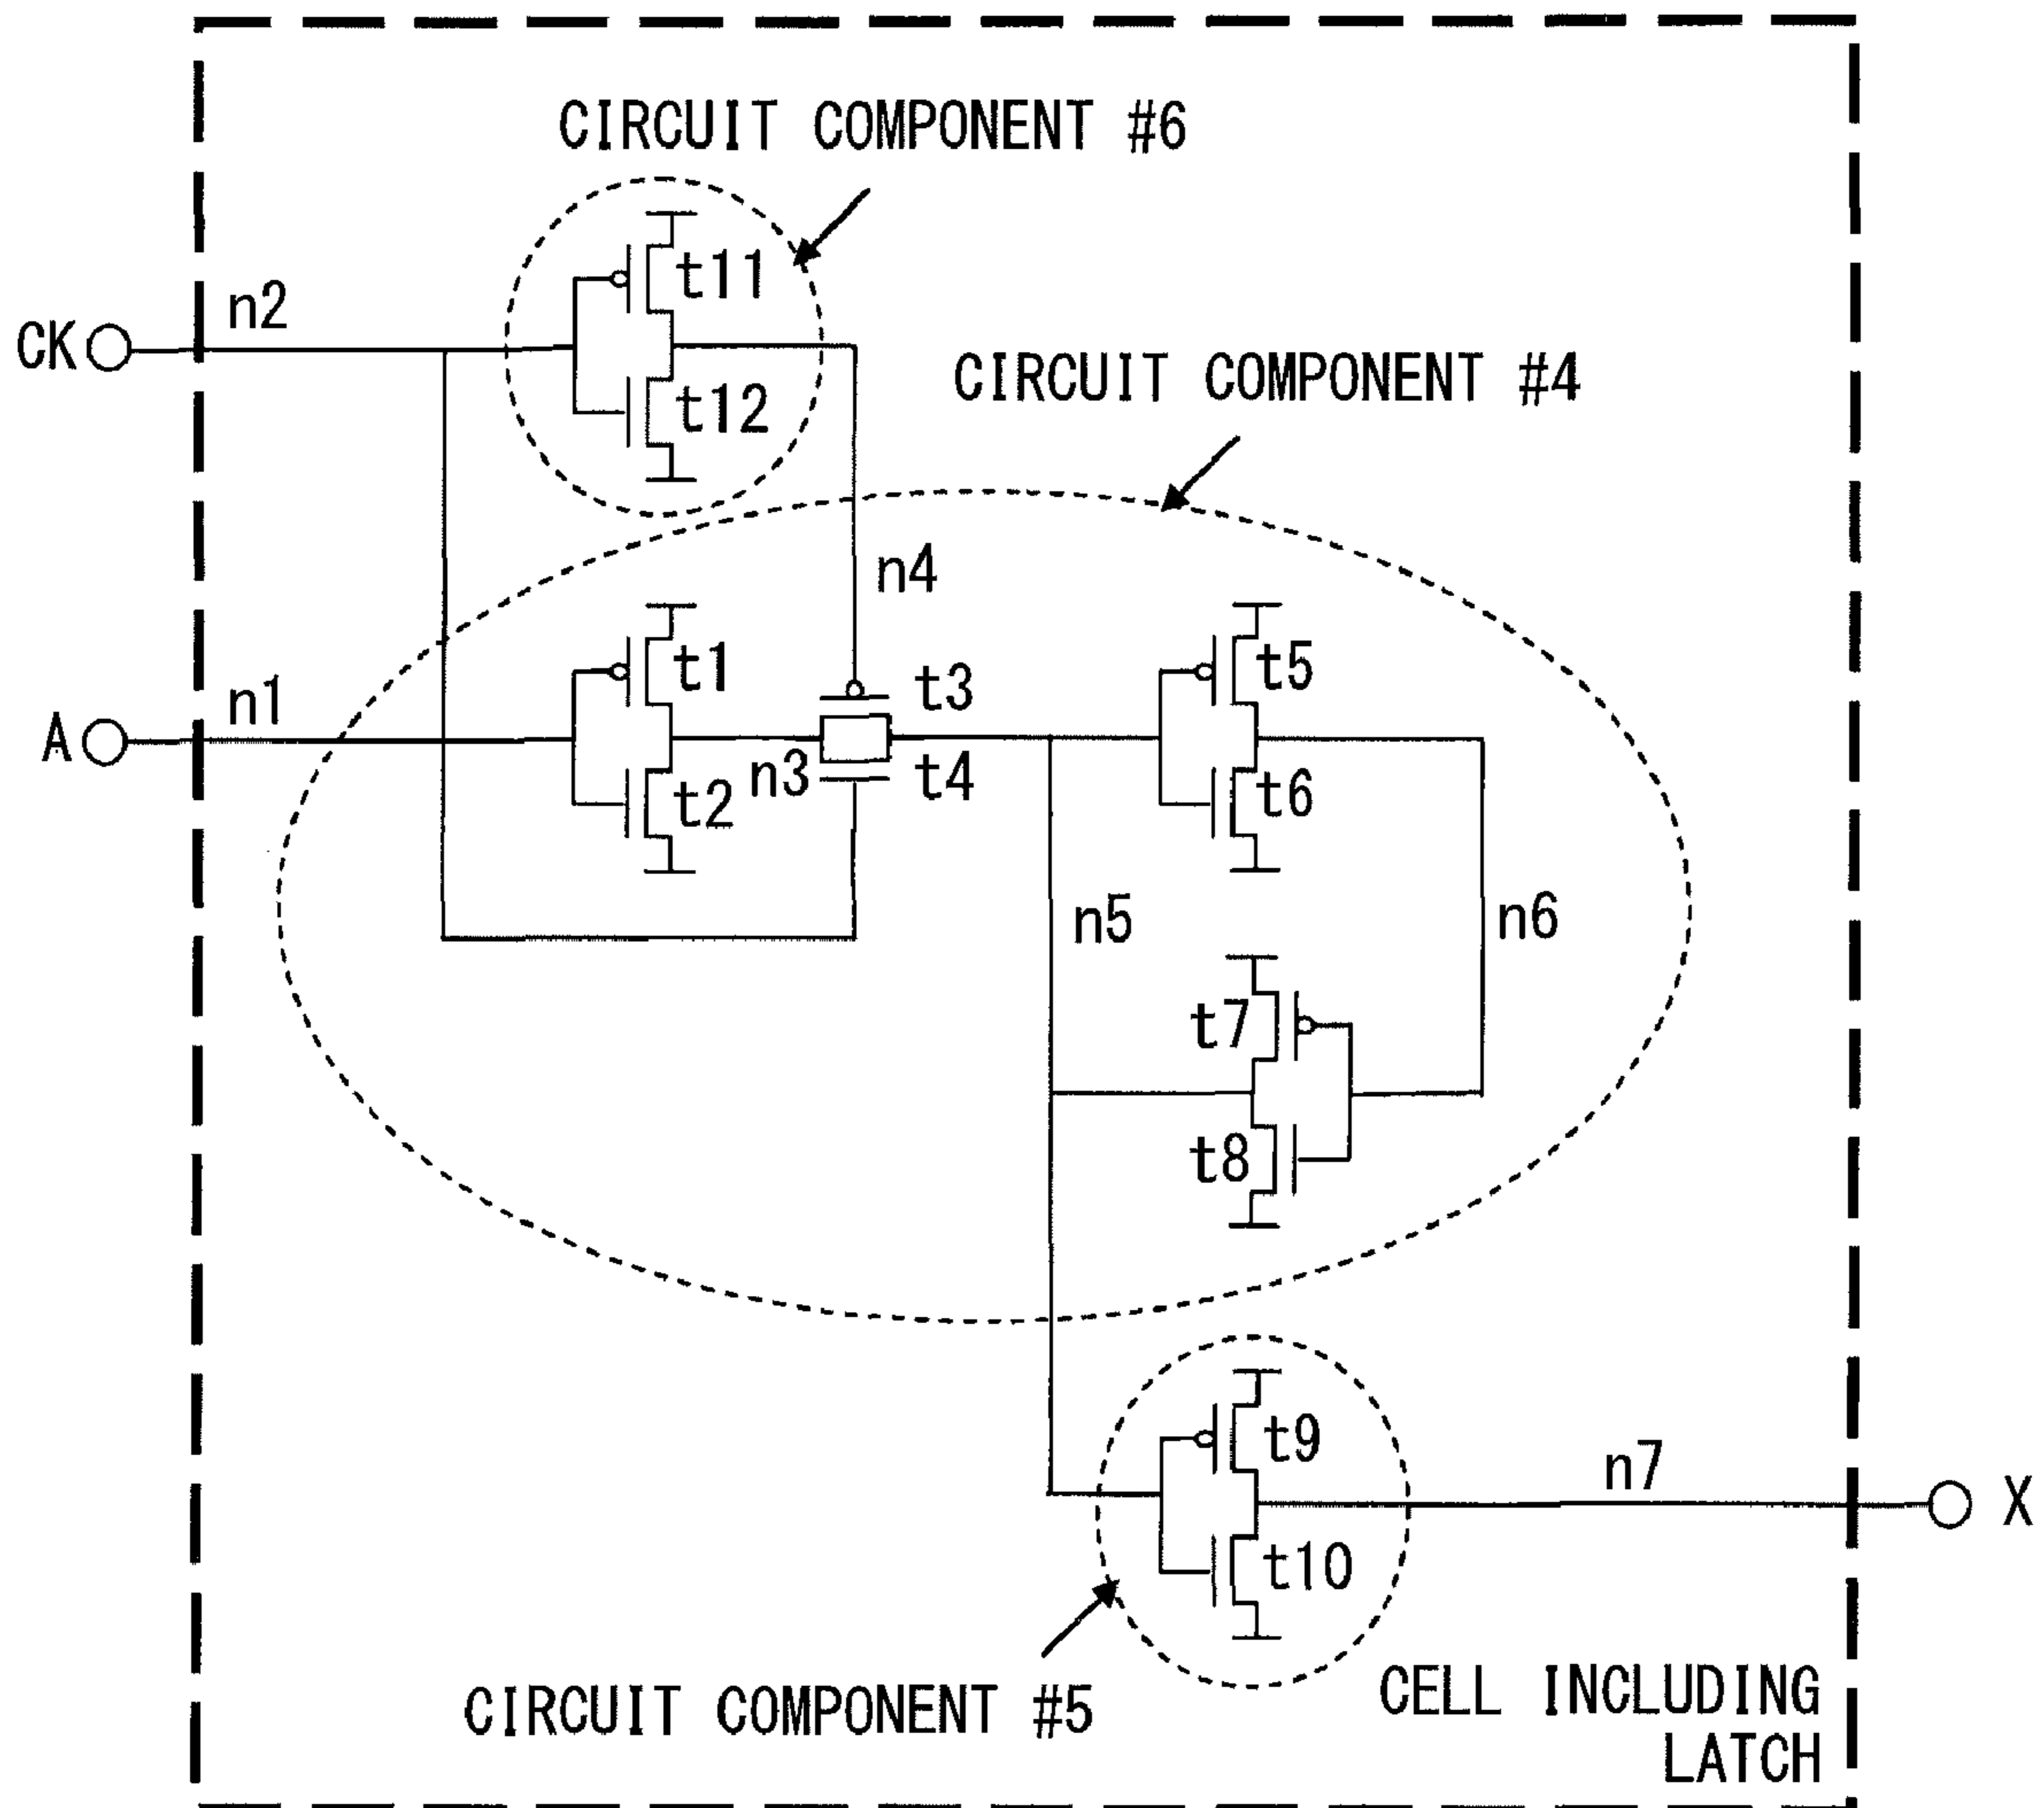 CIRCUIT COMPONENT #6
t11
n2
CK
CIRCUIT COMPONENT #4
t12
n4
t1
t3
t5
n1
A
n3
t4
t2
t6
n5
n6
t7
t8
t9
n7
X
t10
CIRCUIT COMPONENT #5
CELL INCLUDING
LATCH